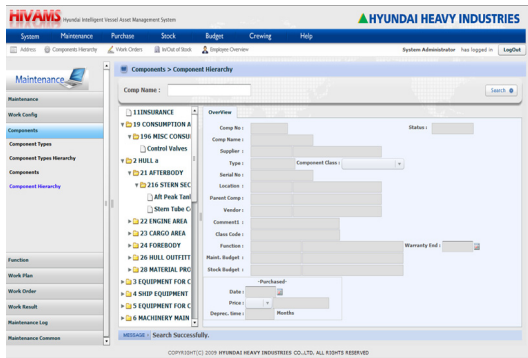 HIVAMS Hyundai Intelligent Vessel Asset Management System
HYUNDAI HEAVY INDUSTRIES
System Maintenance Purchase Stock Budget Crewing Help
Address Components Hierarchy Work Orders In/Out of Stock Employee Overview System Administrator has logged in LogOut
Maintenance
Maintenance
Work Config
Components
Component Types
Component Types Hierarchy
Components
Component Hierarchy
Function
Work Plan
Work Order
Work Result
Maintenance Log
Maintenance Common
Components > Component Hierarchy
Comp Name : Search
11INSURANCE
19 CONSUMPTION A
196 MISC CONSU
Control Valves
2 HULL a
21 AFTERBODY
216 STERN SEC
Aft Peak Tank
Stern Tube C
22 ENGINE AREA
23 CARGO AREA
24 FOREBODY
26 HULL OUTFITT
28 MATERIAL PRO
3 EQUIPMENT FOR C
4 SHIP EQUIPMENT
5 EQUIPMENT FOR C
6 MACHINERY MAIN
OverView
Comp No : Status :
Comp Name :
Supplier :
Type : Component Class :
Serial No :
Location :
Parent Comp :
Vendor :
Comment1 :
Class Code :
Function : Warranty End :
Maint. Budget :
Stock Budget :
-Purchased-
Date :
Price :
Deprec. time : Months
MESSAGE Search Successfully.
COPYRIGHT(C) 2009 HYUNDAI HEAVY INDUSTRIES CO.,LTD. ALL RIGHTS RESERVED